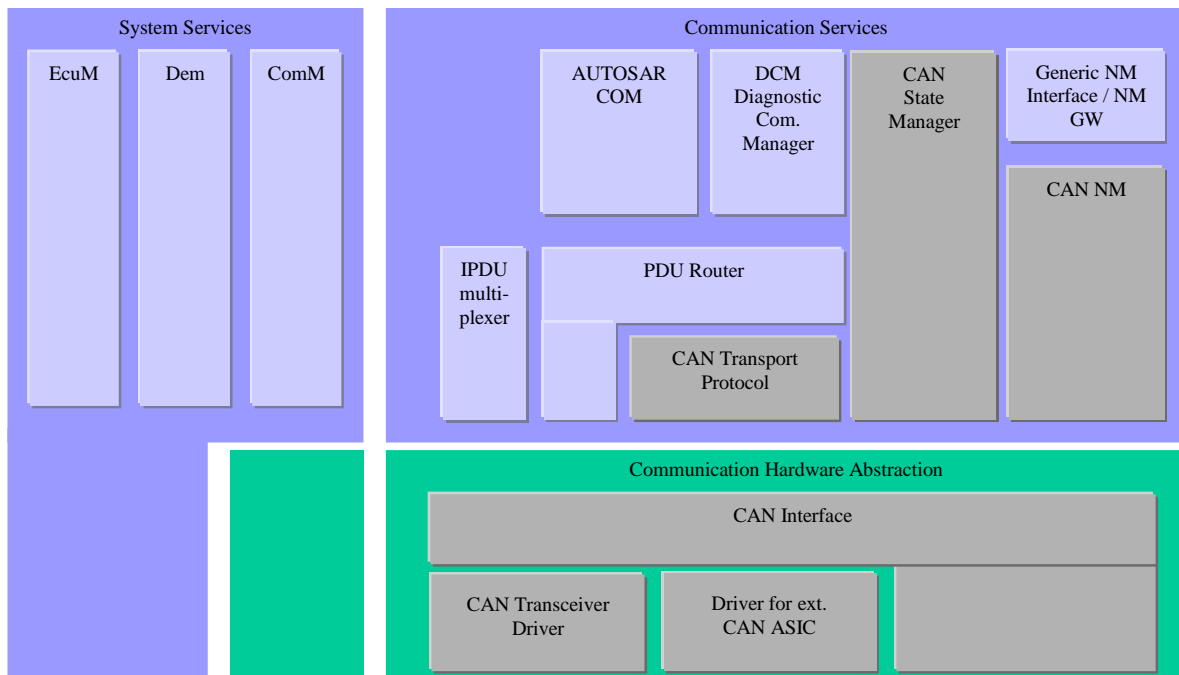 System Services
EcuM
Dem
ComM
Communication Services
AUTOSAR
COM
DCM
Diagnostic
Com.
Manager
CAN
State
Manager
Generic NM
Interface / NM
GW
CAN NM
IPDU
multi-
plexer
PDU Router
CAN Transport
Protocol
Communication Hardware Abstraction
CAN Interface
CAN Transceiver
Driver
Driver for ext.
CAN ASIC